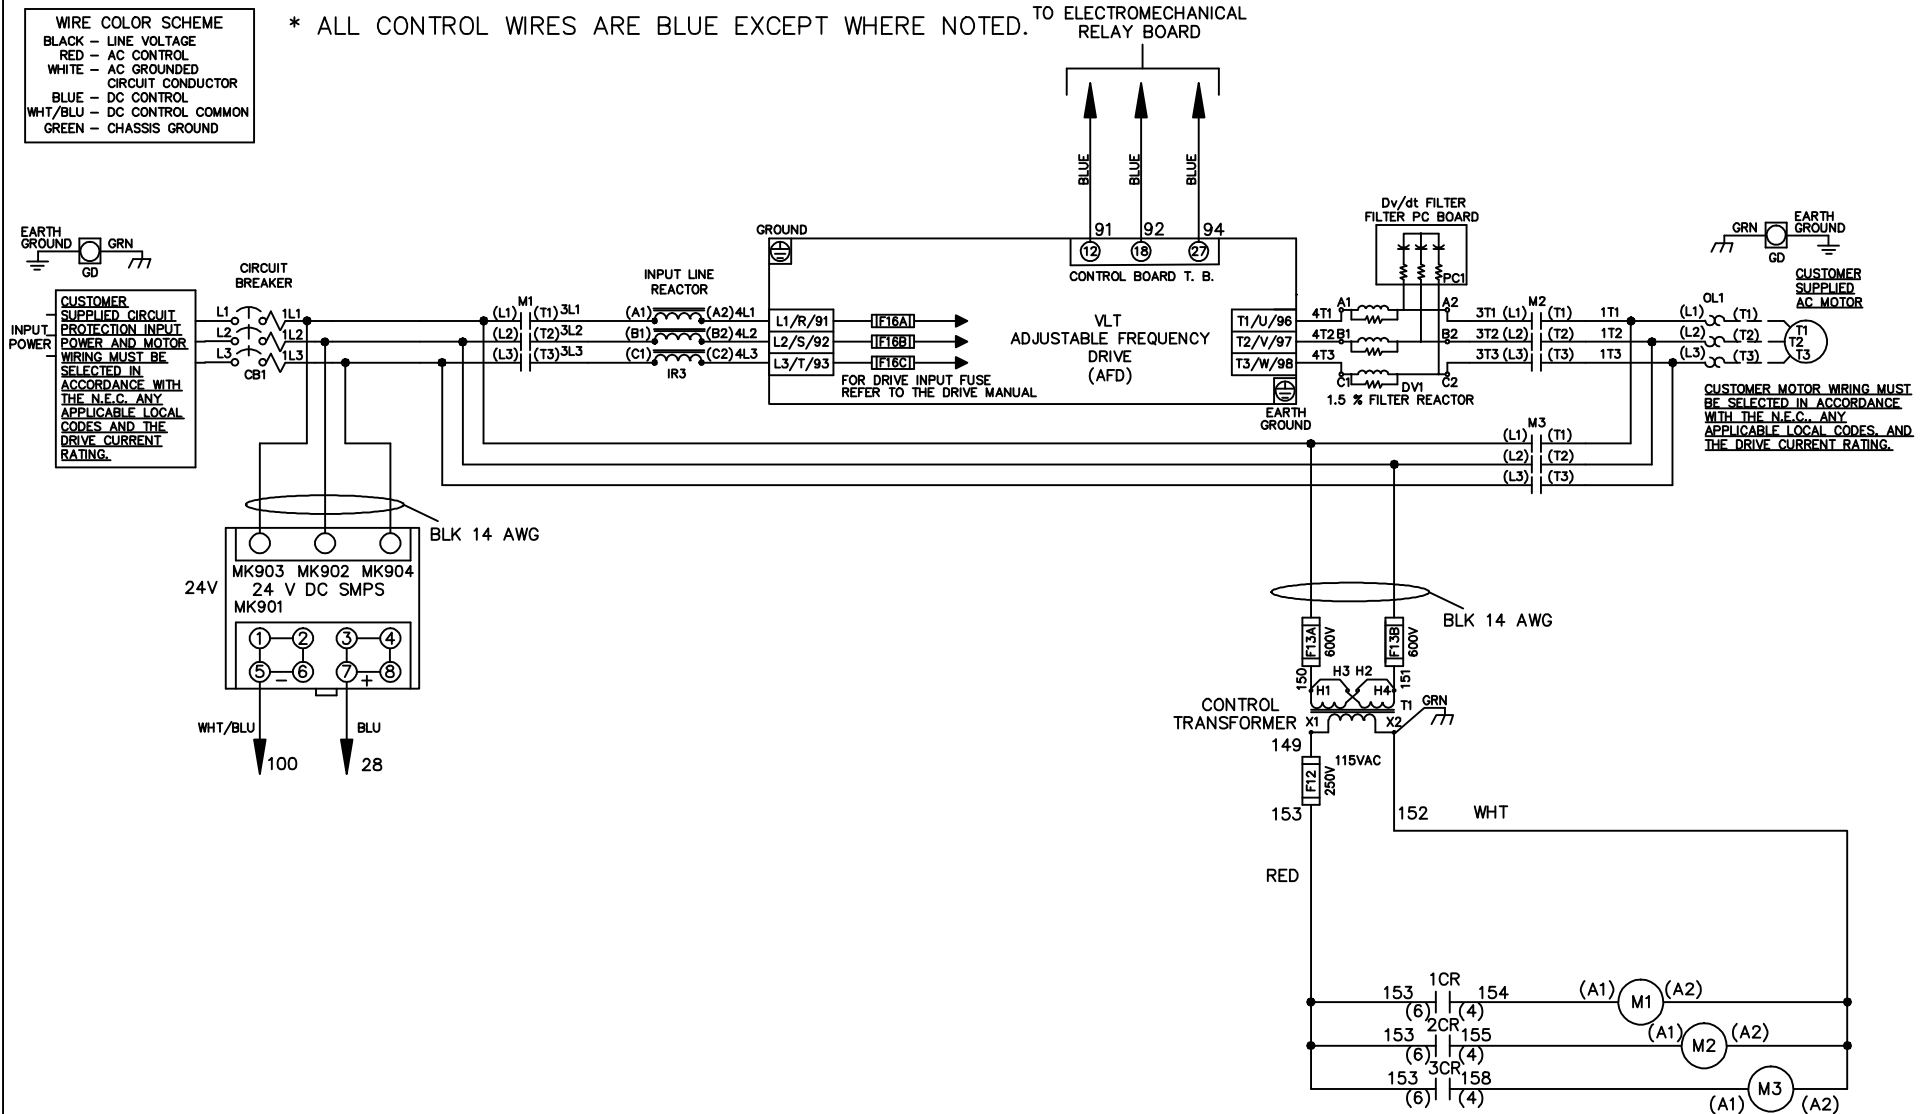 WIRE COLOR SCHEME
BLACK – LINE VOLTAGE
RED – AC CONTROL
WHITE – AC GROUNDED
CIRCUIT CONDUCTOR
BLUE – DC CONTROL
WHT/BLU – DC CONTROL COMMON
GREEN – CHASSIS GROUND
* ALL CONTROL WIRES ARE BLUE EXCEPT WHERE NOTED.
TO ELECTROMECHANICAL
RELAY BOARD
BLUE
BLUE
BLUE
91 92 94
12 18 27
CONTROL BOARD T. B.
EARTH
GROUND
GRN
GD
INPUT
POWER
CUSTOMER
SUPPLIED CIRCUIT
PROTECTION INPUT
POWER AND MOTOR
WIRING MUST BE
SELECTED IN
ACCORDANCE WITH
THE N.E.C. ANY
APPLICABLE LOCAL
CODES AND THE
DRIVE CURRENT
RATING.
CIRCUIT
BREAKER
L1 1L1
L2 1L2
L3 1L3
CB1
M1
(L1) (T1) 3L1
(L2) (T2) 3L2
(L3) (T3) 3L3
INPUT LINE
REACTOR
(A1) (A2) 4L1
(B1) (B2) 4L2
(C1) (C2) 4L3
IR3
GROUND
L1/R/91 F16A
L2/S/92 F16B
L3/T/93 F16C
FOR DRIVE INPUT FUSE
REFER TO THE DRIVE MANUAL
VLT
ADJUSTABLE FREQUENCY
DRIVE
(AFD)
T1/U/96 4T1
T2/V/97 4T2
T3/W/98 4T3
EARTH
GROUND
Dv/dt FILTER
FILTER PC BOARD
PC1
A1 A2
B1 B2
C1 C2
DV1
1.5 % FILTER REACTOR
M2
3T1 (L1) (T1) 1T1
3T2 (L2) (T2) 1T2
3T3 (L3) (T3) 1T3
M3
(L1) (T1)
(L2) (T2)
(L3) (T3)
OL1
(L1) (T1)
(L2) (T2)
(L3) (T3)
T1
T2
T3
GRN
EARTH
GROUND
GD
CUSTOMER
SUPPLIED
AC MOTOR
CUSTOMER MOTOR WIRING MUST
BE SELECTED IN ACCORDANCE
WITH THE N.E.C., ANY
APPLICABLE LOCAL CODES, AND
THE DRIVE CURRENT RATING.
BLK 14 AWG
24V
MK903 MK902 MK904
24 V DC SMPS
MK901
1 2 3 4
5 – 6 7 + 8
WHT/BLU BLU
100 28
BLK 14 AWG
F13A 600V
F13B 600V
150 151
H3 H2
H1 H4
CONTROL
TRANSFORMER
T1
GRN
X1 X2
149
115VAC
F12 250V
153 152
WHT
RED
1CR
153 154
(6) (4)
(A1) M1 (A2)
2CR
153 155
(6) (4)
(A1) M2 (A2)
3CR
153 158
(6) (4)
(A1) M3 (A2)